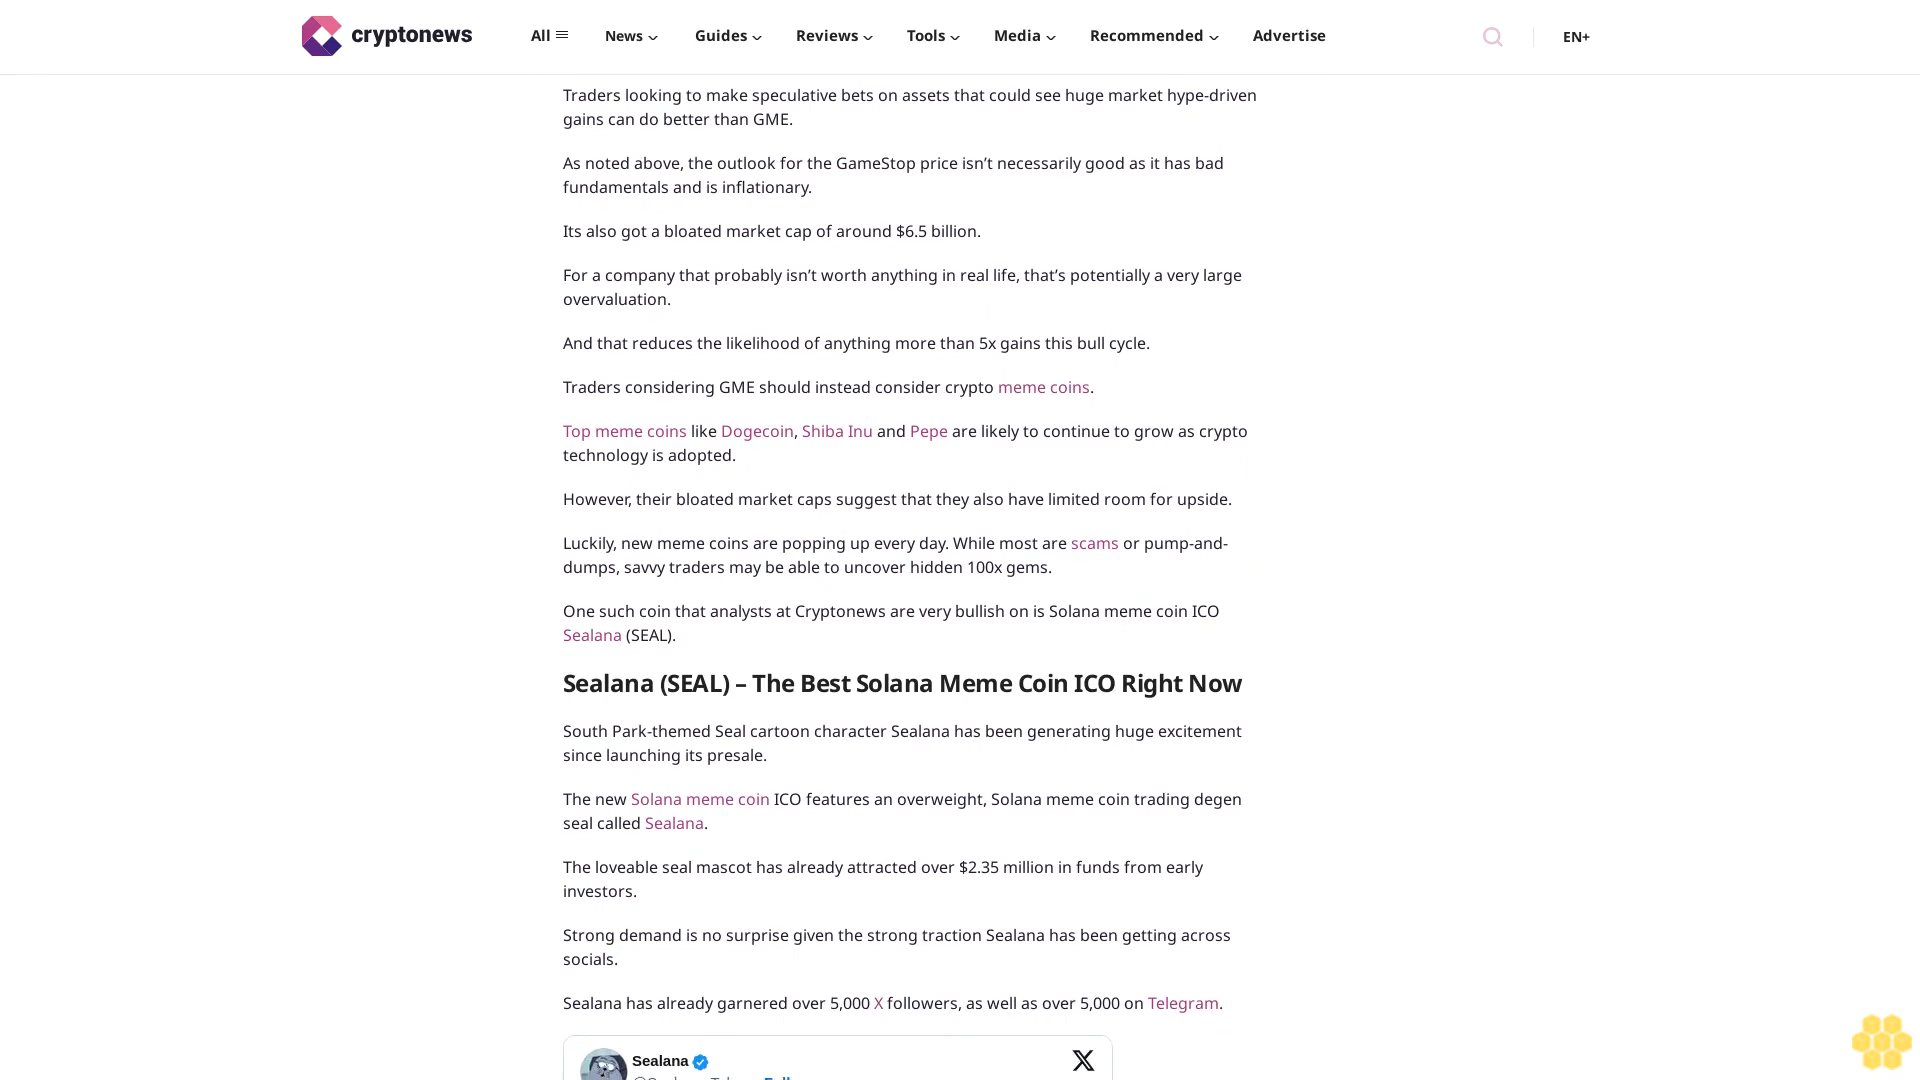 cryptonews All News Guides Reviews Tools Media Recommended Advertise EN+
Traders looking to make speculative bets on assets that could see huge market hype-driven
gains can do better than GME.
As noted above, the outlook for the GameStop price isn’t necessarily good as it has bad
fundamentals and is inflationary.
Its also got a bloated market cap of around $6.5 billion.
For a company that probably isn’t worth anything in real life, that’s potentially a very large
overvaluation.
And that reduces the likelihood of anything more than 5x gains this bull cycle.
Traders considering GME should instead consider crypto meme coins.
Top meme coins like Dogecoin, Shiba Inu and Pepe are likely to continue to grow as crypto
technology is adopted.
However, their bloated market caps suggest that they also have limited room for upside.
Luckily, new meme coins are popping up every day. While most are scams or pump-and-
dumps, savvy traders may be able to uncover hidden 100x gems.
One such coin that analysts at Cryptonews are very bullish on is Solana meme coin ICO
Sealana (SEAL).
Sealana (SEAL) – The Best Solana Meme Coin ICO Right Now
South Park-themed Seal cartoon character Sealana has been generating huge excitement
since launching its presale.
The new Solana meme coin ICO features an overweight, Solana meme coin trading degen
seal called Sealana.
The loveable seal mascot has already attracted over $2.35 million in funds from early
investors.
Strong demand is no surprise given the strong traction Sealana has been getting across
socials.
Sealana has already garnered over 5,000 X followers, as well as over 5,000 on Telegram.
Sealana